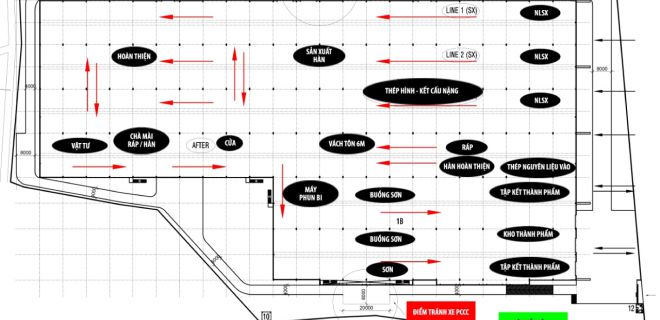 LINE 1 (SX)
NLSX
HOÀN THIỆN
SẢN XUẤT
HÀN
LINE 2 (SX)
NLSX
8000
6000
THÉP HÌNH - KẾT CẤU NẶNG
NLSX
VẬT TƯ
CHÀ MÀI
RÁP / HÀN
AFTER
CỬA
VÁCH TÔN 6M
RÁP
8000
HÀN HOÀN THIỆN
THÉP NGUYÊN LIỆU VÀO
MÁY
PHUN BI
BUỒNG SƠN
TẬP KẾT THÀNH PHẨM
1B
BUỒNG SƠN
KHO THÀNH PHẨM
SƠN
TẬP KẾT THÀNH PHẨM
8000
20000
ĐIỂM TRÁNH XE PCCC
10
12